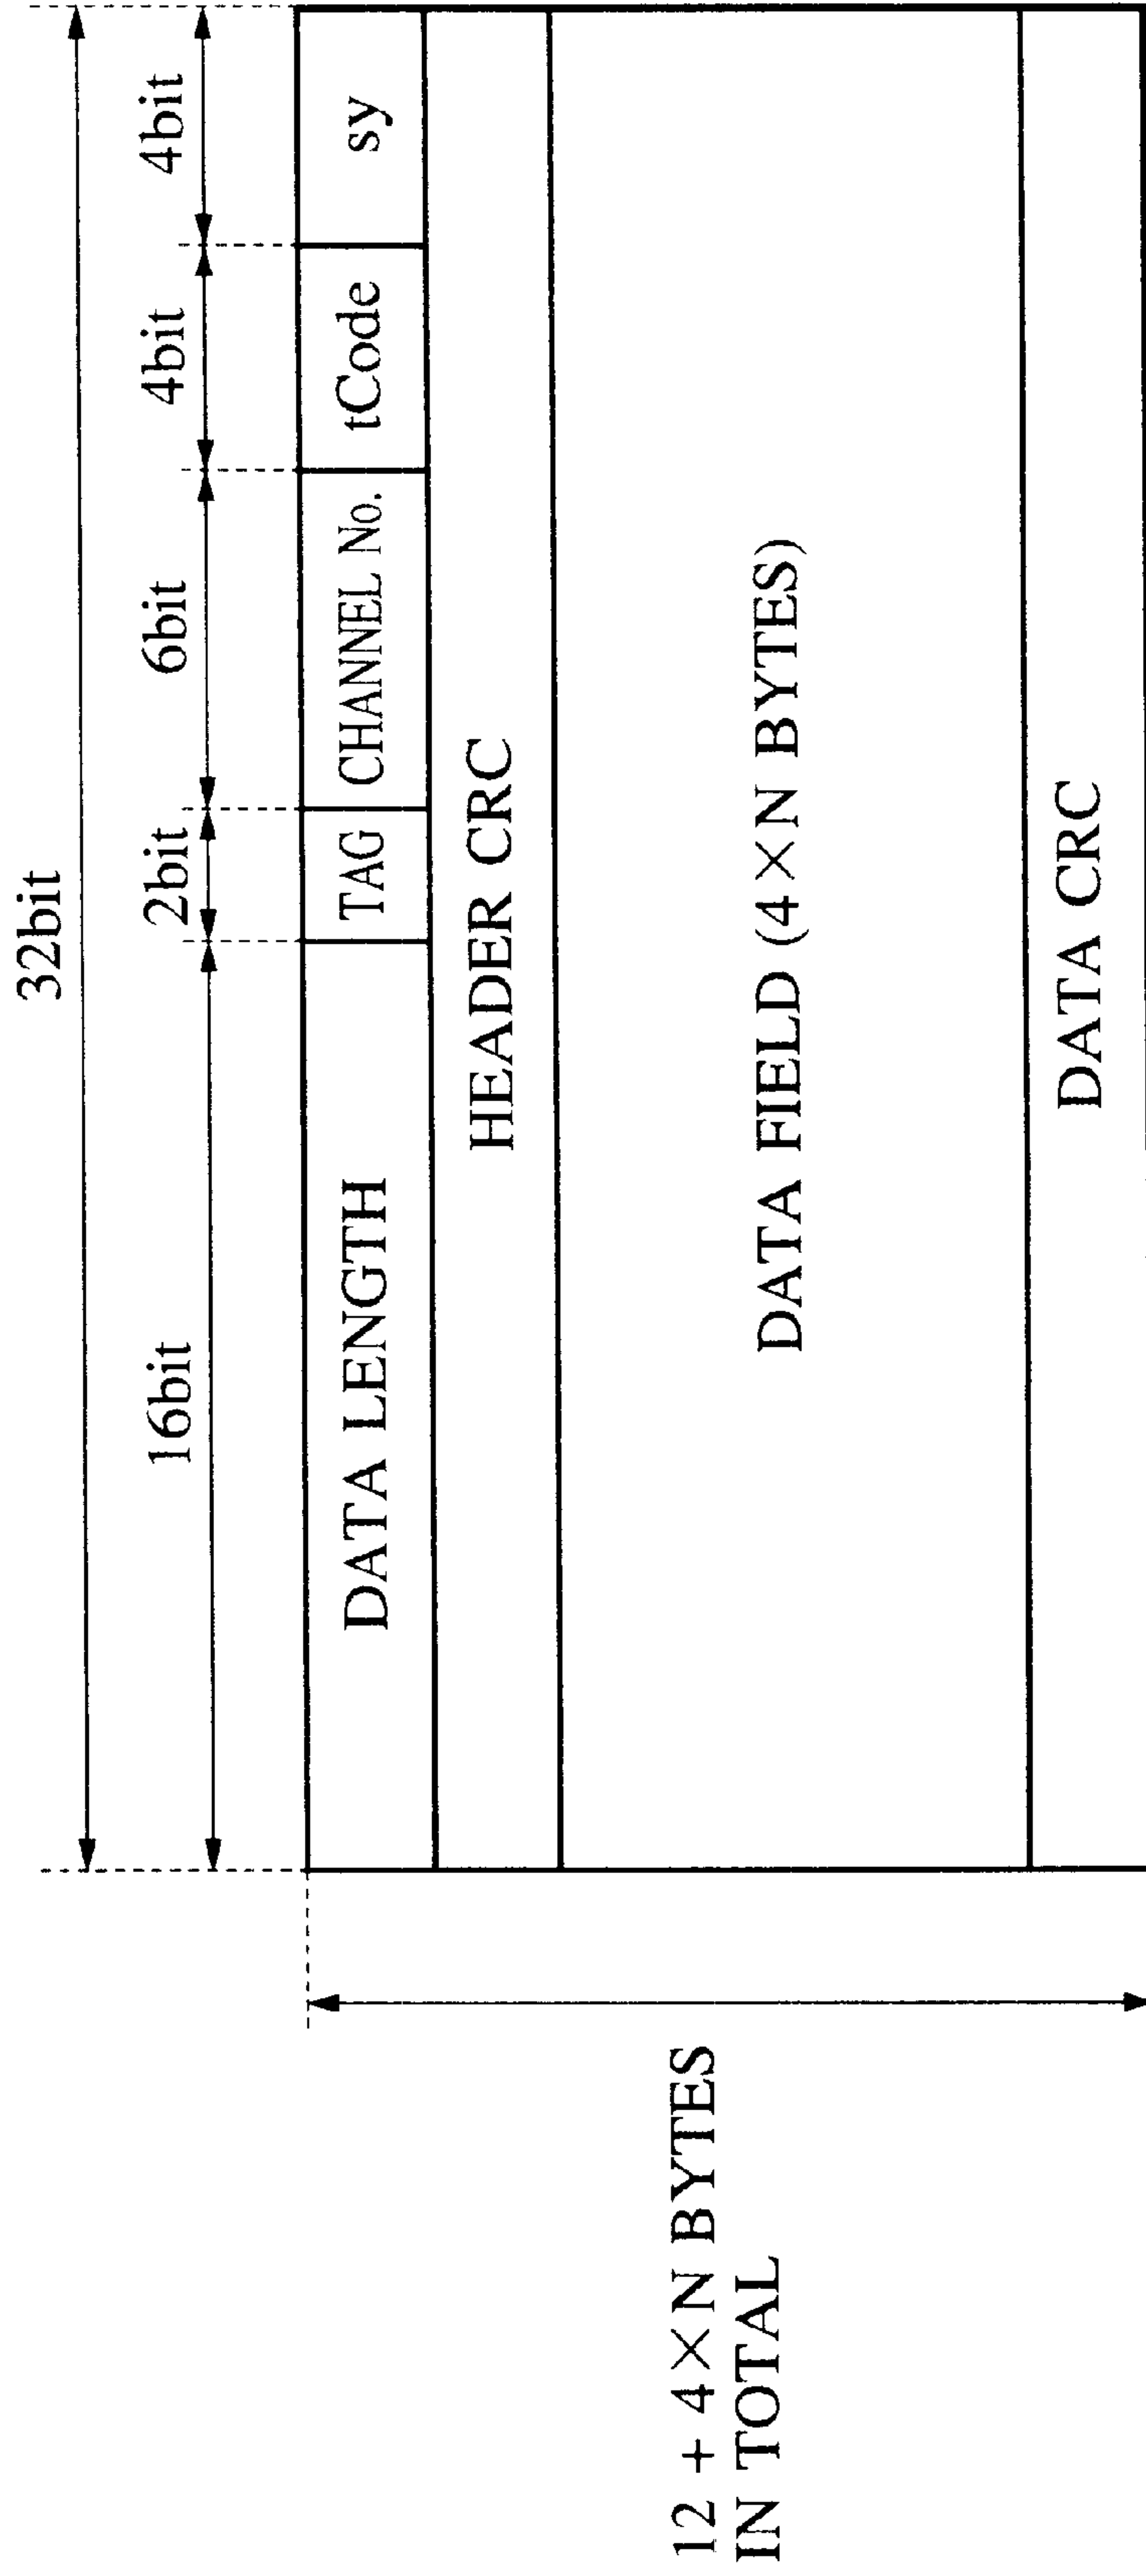 32bit
16bit
2bit
6bit
4bit
4bit
DATA LENGTH
TAG
CHANNEL No.
tCode
sy
HEADER CRC
DATA FIELD (4×N BYTES)
DATA CRC
12 + 4×N BYTES
IN TOTAL